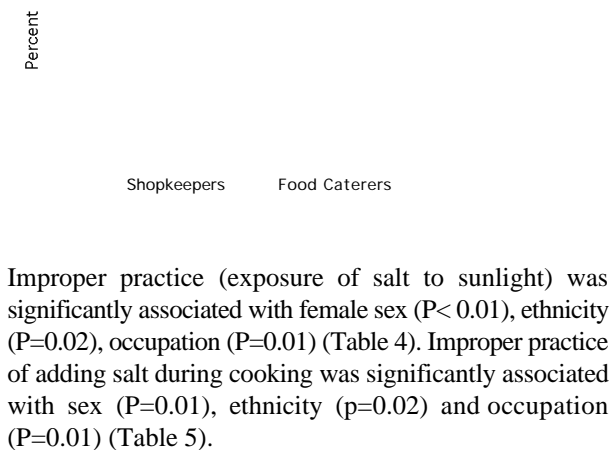 Percent
Shopkeepers Food Caterers
Improper practice (exposure of salt to sunlight) was
significantly associated with female sex (P< 0.01), ethnicity
(P=0.02), occupation (P=0.01) (Table 4). Improper practice
of adding salt during cooking was significantly associated
with sex (P=0.01), ethnicity (p=0.02) and occupation
(P=0.01) (Table 5).